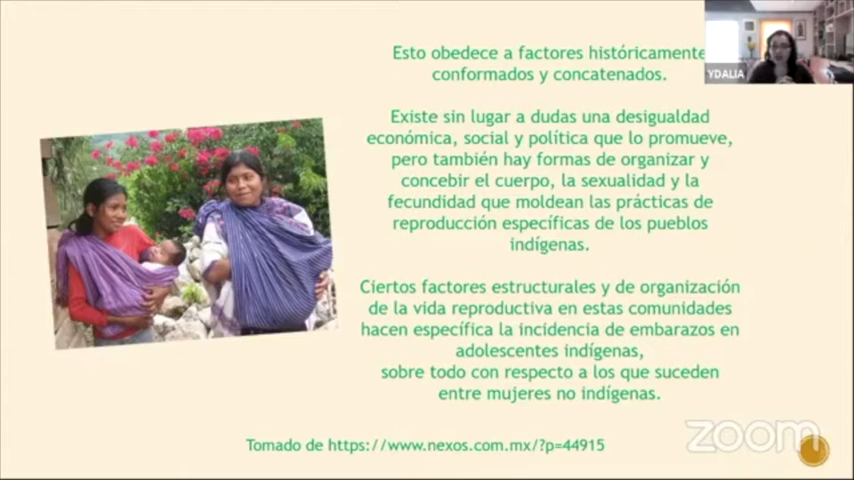 Esto obedece a factores históricamente
conformados y concatenados.
YDALIA
Existe sin lugar a dudas una desigualdad
económica, social y política que lo promueve,
pero también hay formas de organizar y
concebir el cuerpo, la sexualidad y la
fecundidad que moldean las prácticas de
reproducción específicas de los pueblos
indígenas.
Ciertos factores estructurales y de organización
de la vida reproductiva en estas comunidades
hacen específica la incidencia de embarazos en
adolescentes indígenas,
sobre todo con respecto a los que suceden
entre mujeres no indígenas.
Tomado de https://www.nexos.com.mx/?p=44915
zoom